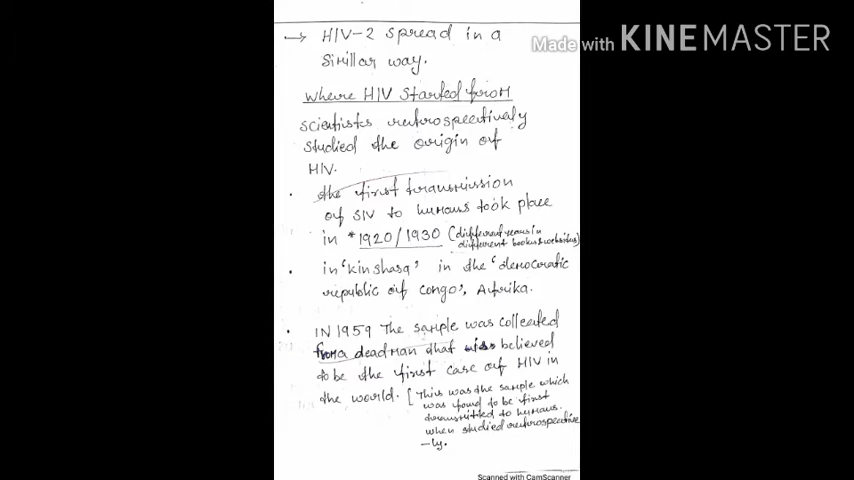 → HIV-2 spread in a
Simillar way.
Made with KINEMASTER
where HIV started from
scientists retrospectively
studied the origin of
HIV.
. the first transmission
of SIV to humans took place
in *1920/1930 (different years in
different books & websites)
. in 'kinshasa' in the 'democratic
republic of congo', Africa.
. IN 1959 The sample was collected
from a dead man that was believed
to be the first case of HIV in
the world. [This was the sample which
was found to be first
transmitted to humans.
when studied retrospective
-ly.
Scanned with CamScanner